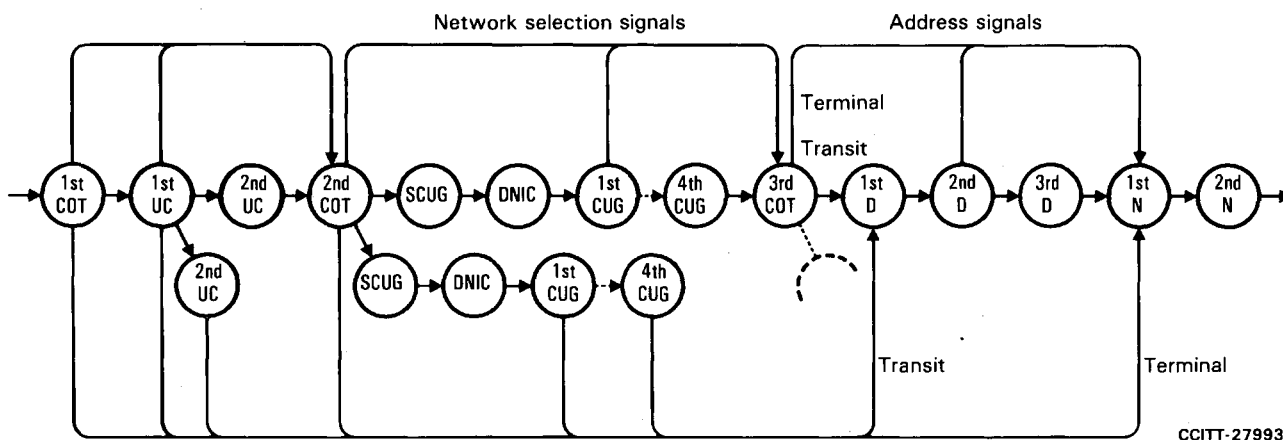 Network selection signals
Address signals
Terminal
Transit
1st
COT
1st
UC
2nd
UC
2nd
COT
SCUG
DNIC
1st
CUG
4th
CUG
3rd
COT
1st
D
2nd
D
3rd
D
1st
N
2nd
N
2nd
UC
SCUG
DNIC
1st
CUG
4th
CUG
Transit
Terminal
CCITT-27993